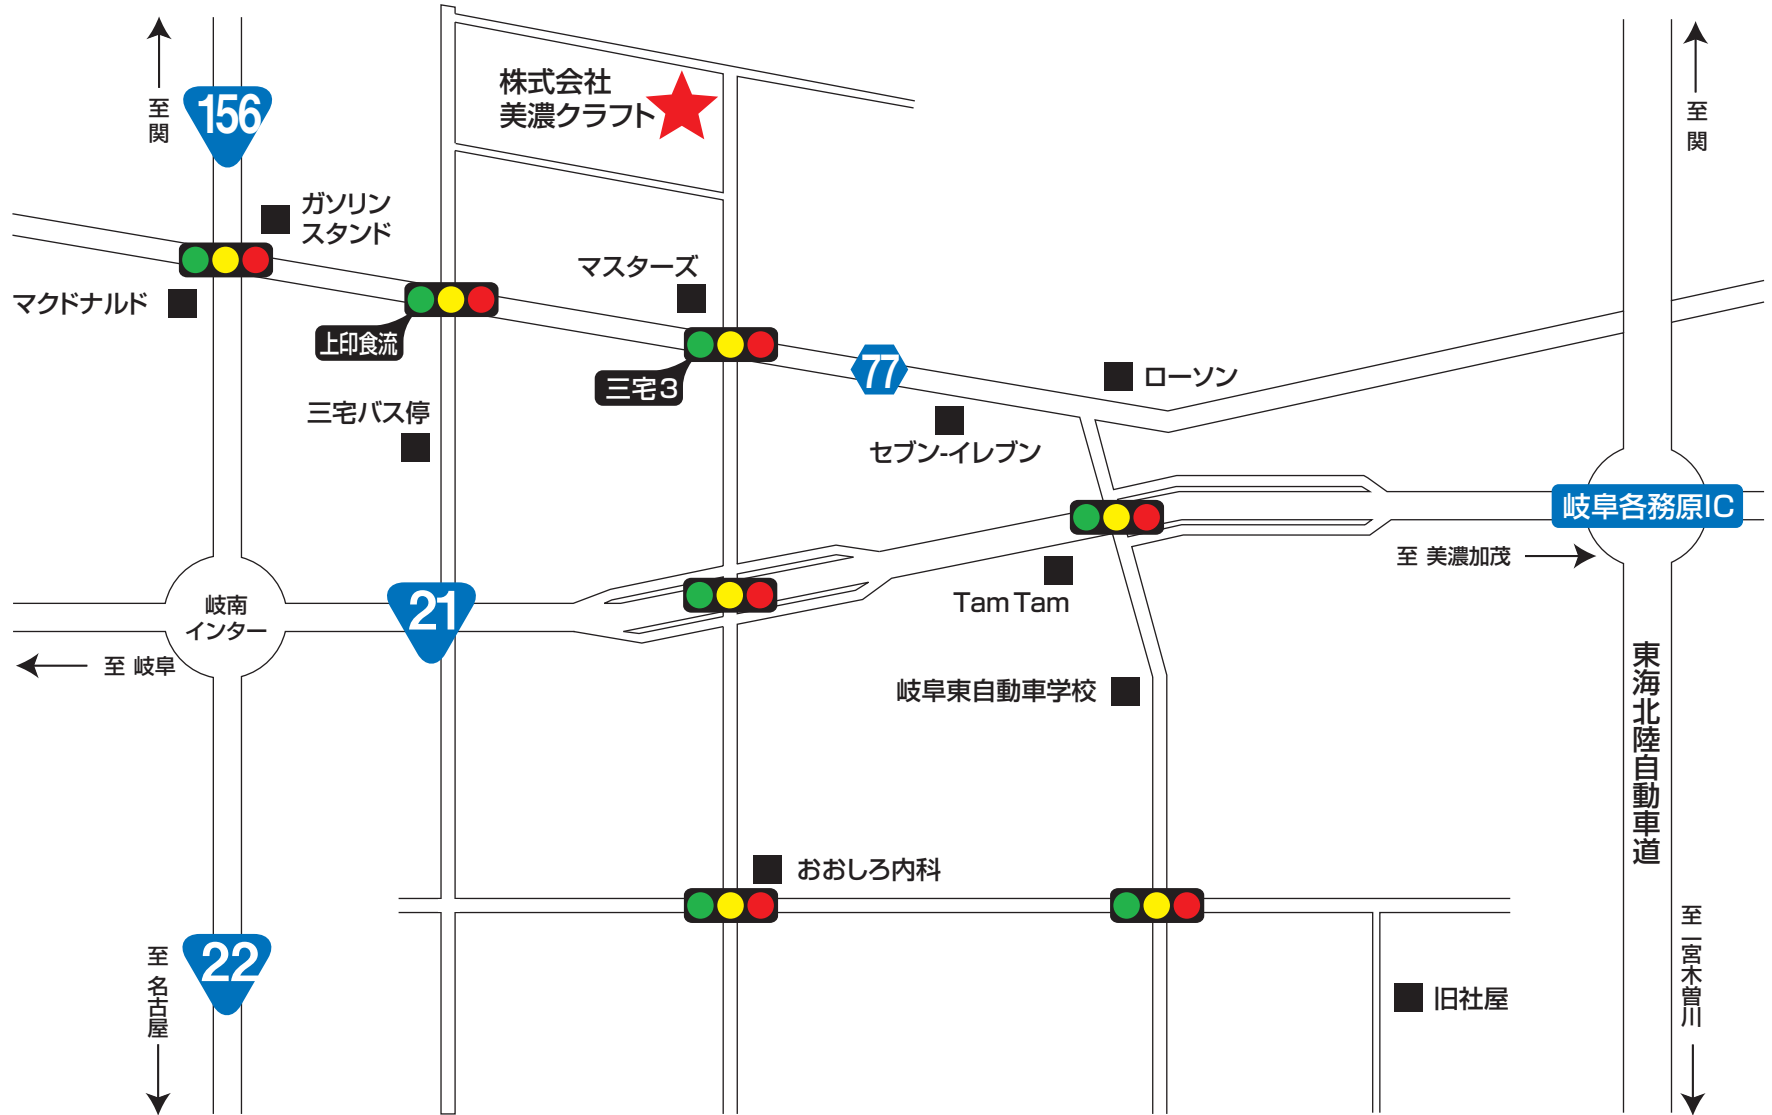 至関
156
株式会社
美濃クラフト
至関
ガソリン
スタンド
マクドナルド
マスターズ
上印食流
三宅3
77
ローソン
三宅バス停
セブン-イレブン
岐阜各務原IC
至 美濃加茂
岐南
インター
21
Tam Tam
至 岐阜
岐阜東自動車学校
東海北陸自動車道
おおしろ内科
22
至 名古屋
旧社屋
至 一宮木曽川